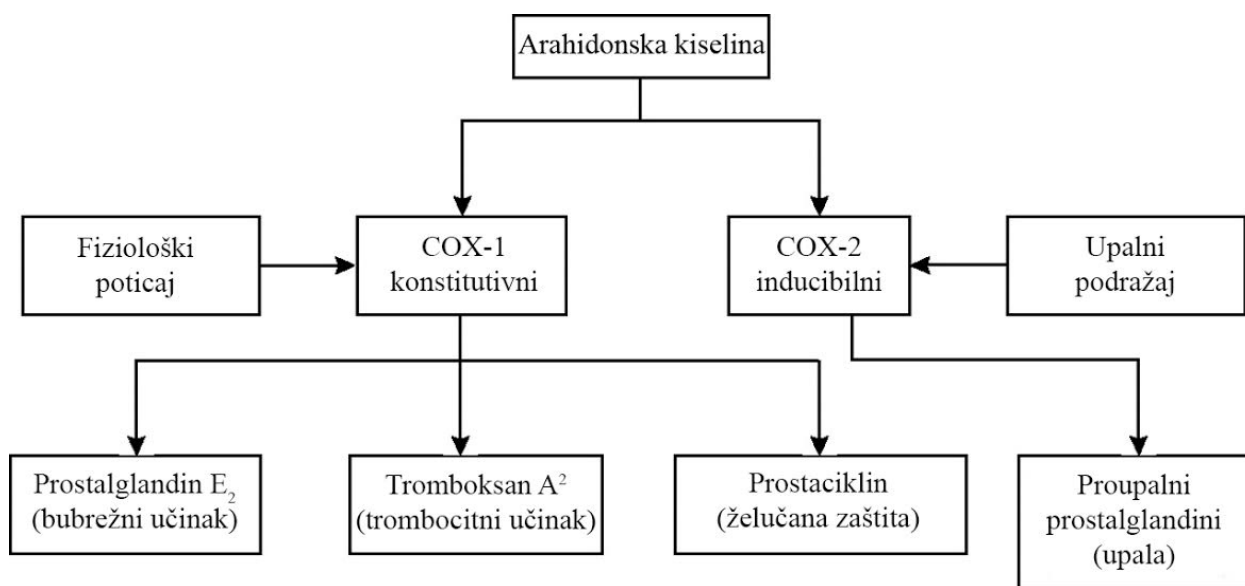 Arahidonska kiselina
Fiziološki
poticaj
COX-1
konstitutivni
COX-2
inducibilni
Upalni
podražaj
Prostalglandin E₂
(bubrežni učinak)
Tromboksan A²
(trombocitni učinak)
Prostaciklin
(želučana zaštita)
Proupalni
prostalglandini
(upala)